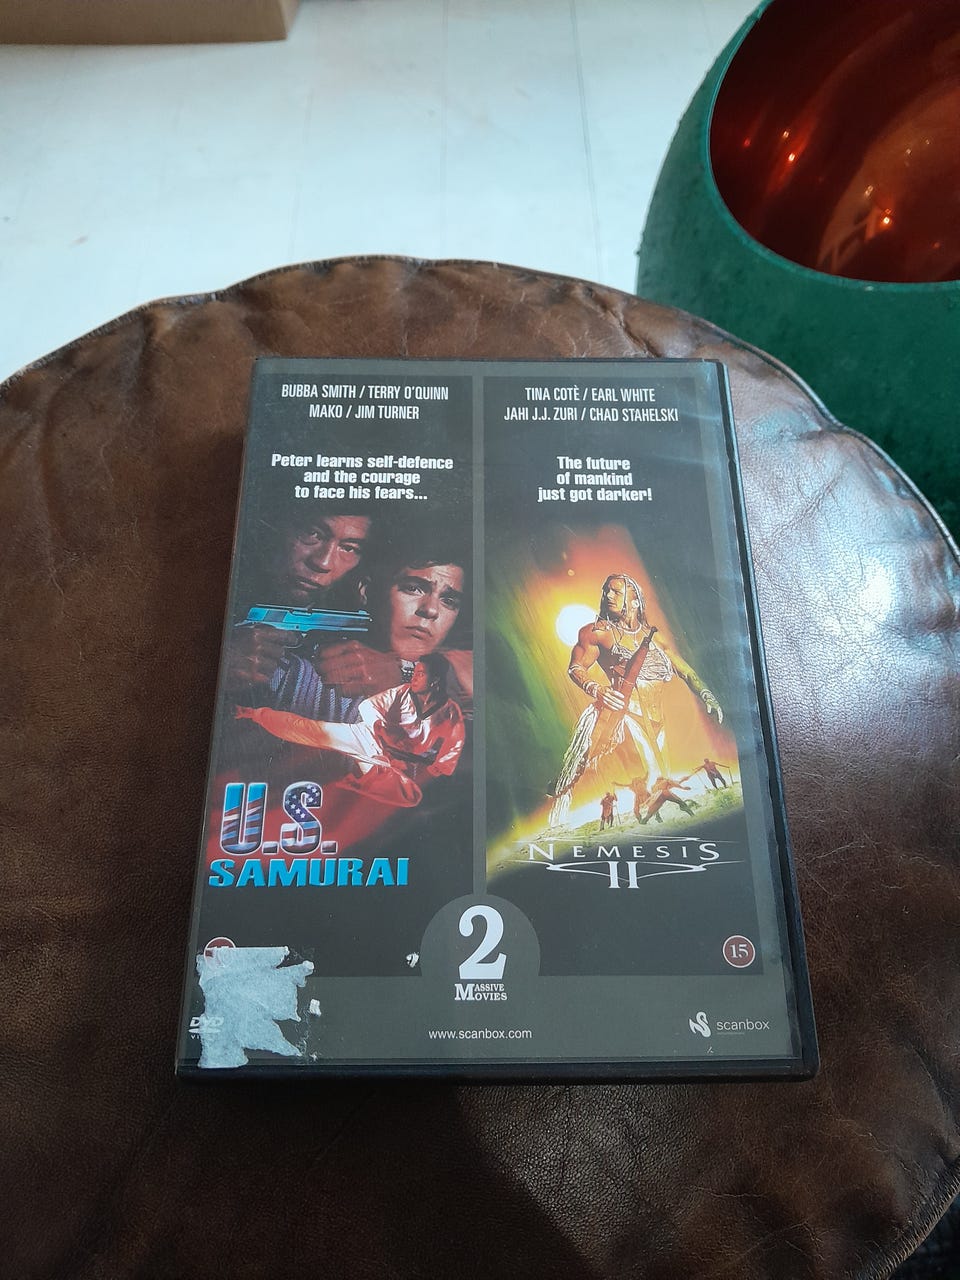 BUBBA SMITH / TERRY O'QUINN
MAKO / JIM TURNER
Peter learns self-defence
and the courage
to face his fears...
U.S.
SAMURAI
TINA COTÈ / EARL WHITE
JAHI J.J. ZURI / CHAD STAHELSKI
The future
of mankind
just got darker!
NEMESIS
II
2
MASSIVE
MOVIES
15
DVD
www.scanbox.com
scanbox